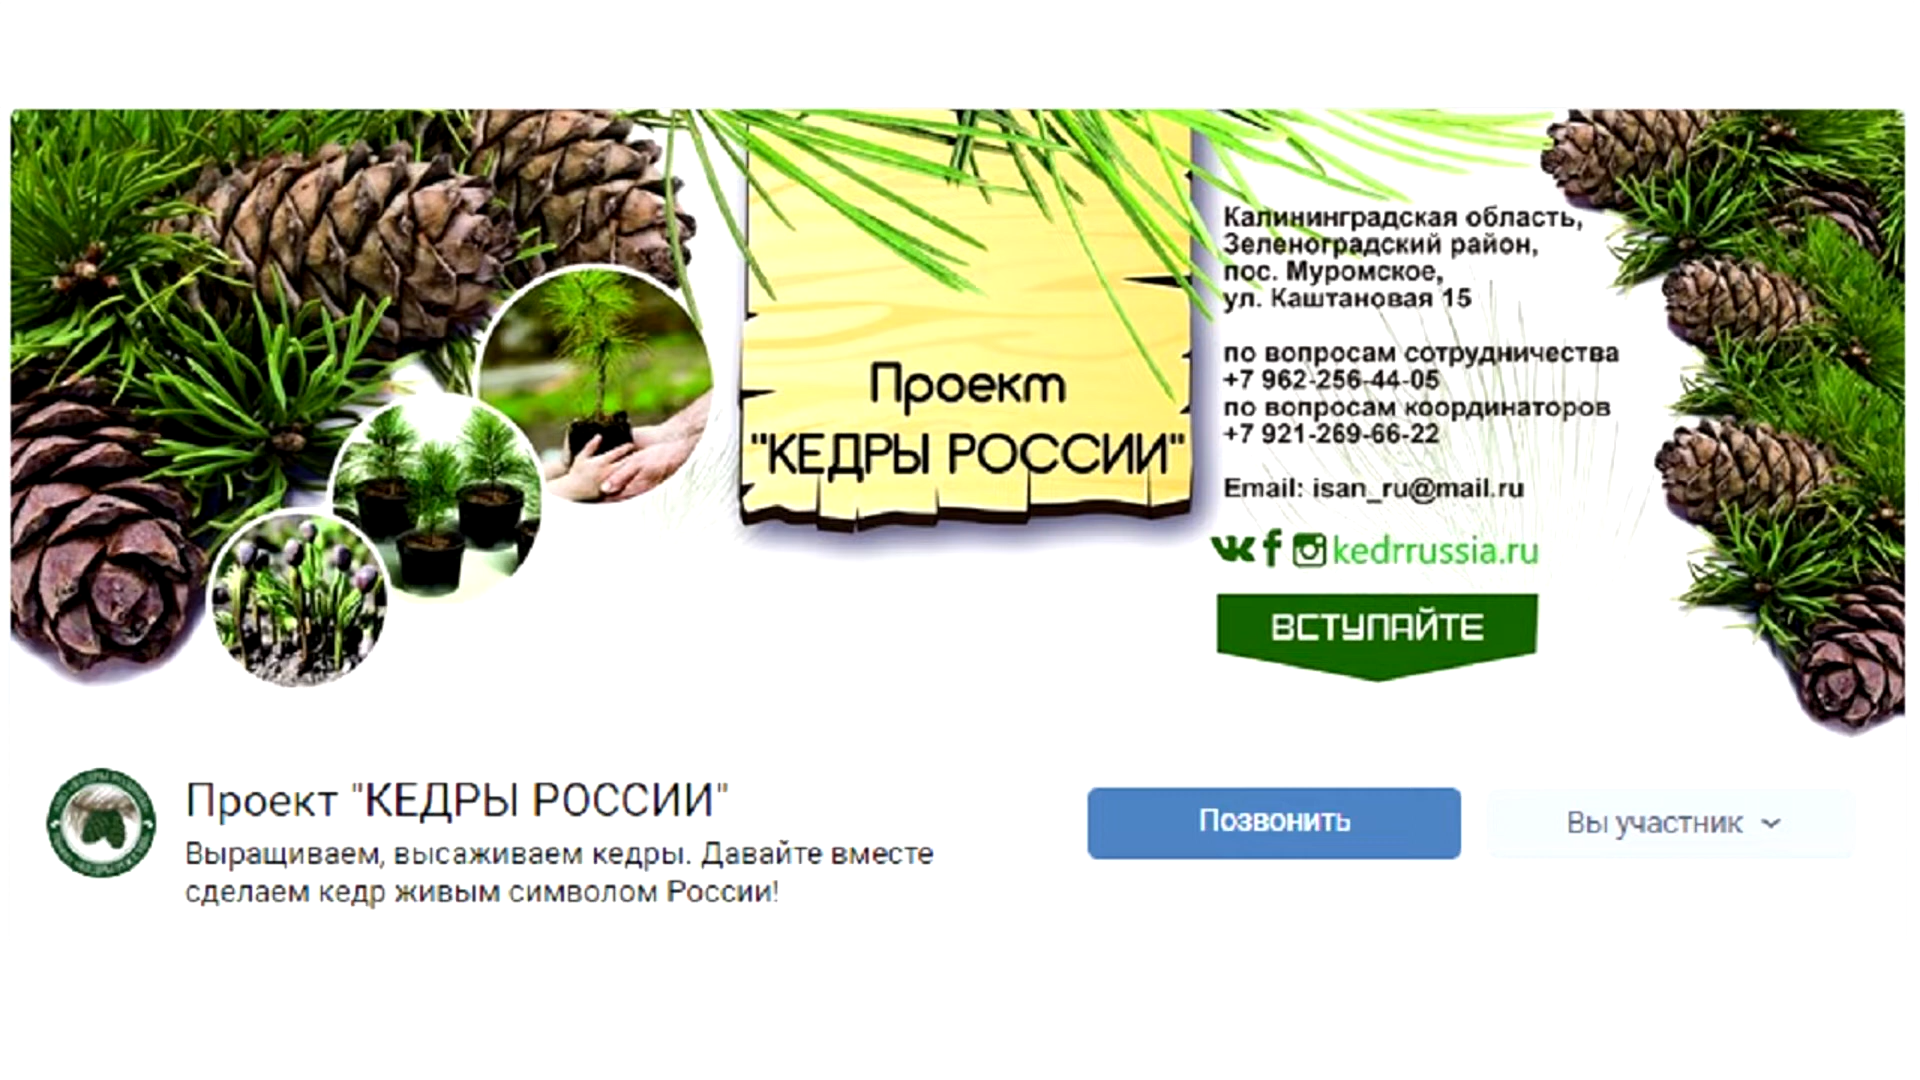 Проект
"КЕДРЫ РОССИИ"
Калининградская область,
Зеленоградский район,
пос. Муромское,
ул. Каштановая 15
по вопросам сотрудничества
+7 962-256-44-05
по вопросам координаторов
+7 921-269-66-22
Email: isan_ru@mail.ru
kedrrussia.ru
ВСТУПАЙТЕ
Проект "КЕДРЫ РОССИИ"
Выращиваем, высаживаем кедры. Давайте вместе
сделаем кедр живым символом России!
Позвонить
Вы участник